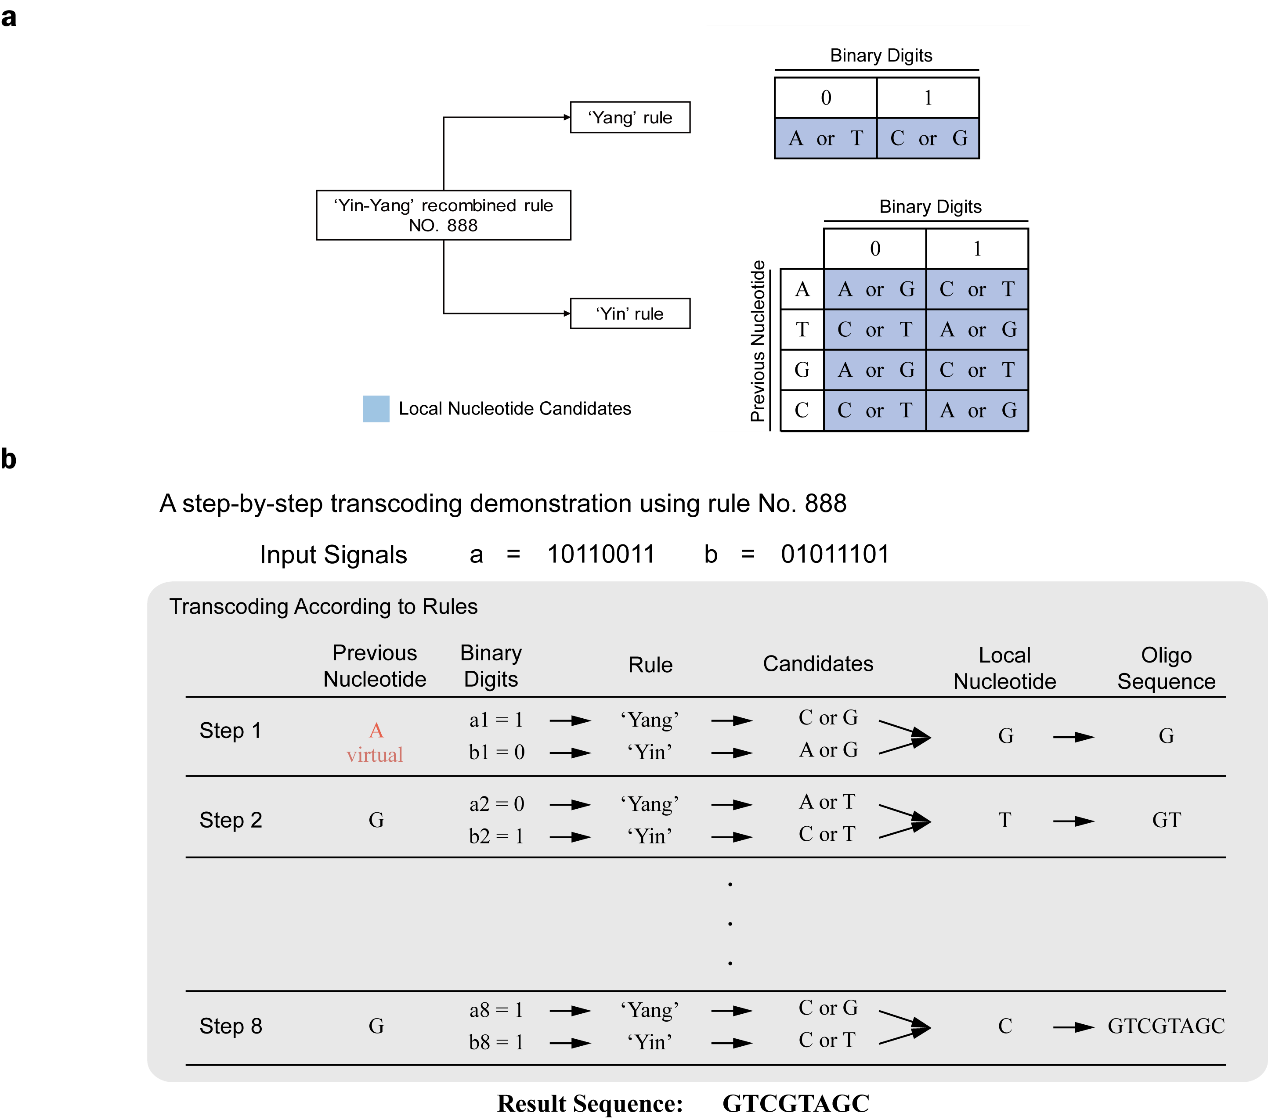 a
Binary Digits
0 1
A or T C or G
‘Yang’ rule
‘Yin-Yang’ recombined rule
NO. 888
‘Yin’ rule
Binary Digits
0 1
Previous Nucleotide
A A or G C or T
T C or T A or G
G A or G C or T
C C or T A or G
Local Nucleotide Candidates
b
A step-by-step transcoding demonstration using rule No. 888
Input Signals a = 10110011 b = 01011101
Transcoding According to Rules
Previous Nucleotide Binary Digits Rule Candidates Local Nucleotide Oligo Sequence
Step 1 A virtual a1 = 1 ‘Yang’ C or G G G
b1 = 0 ‘Yin’ A or G
Step 2 G a2 = 0 ‘Yang’ A or T T GT
b2 = 1 ‘Yin’ C or T
.
.
.
Step 8 G a8 = 1 ‘Yang’ C or G C GTCGTAGC
b8 = 1 ‘Yin’ C or T
Result Sequence: GTCGTAGC